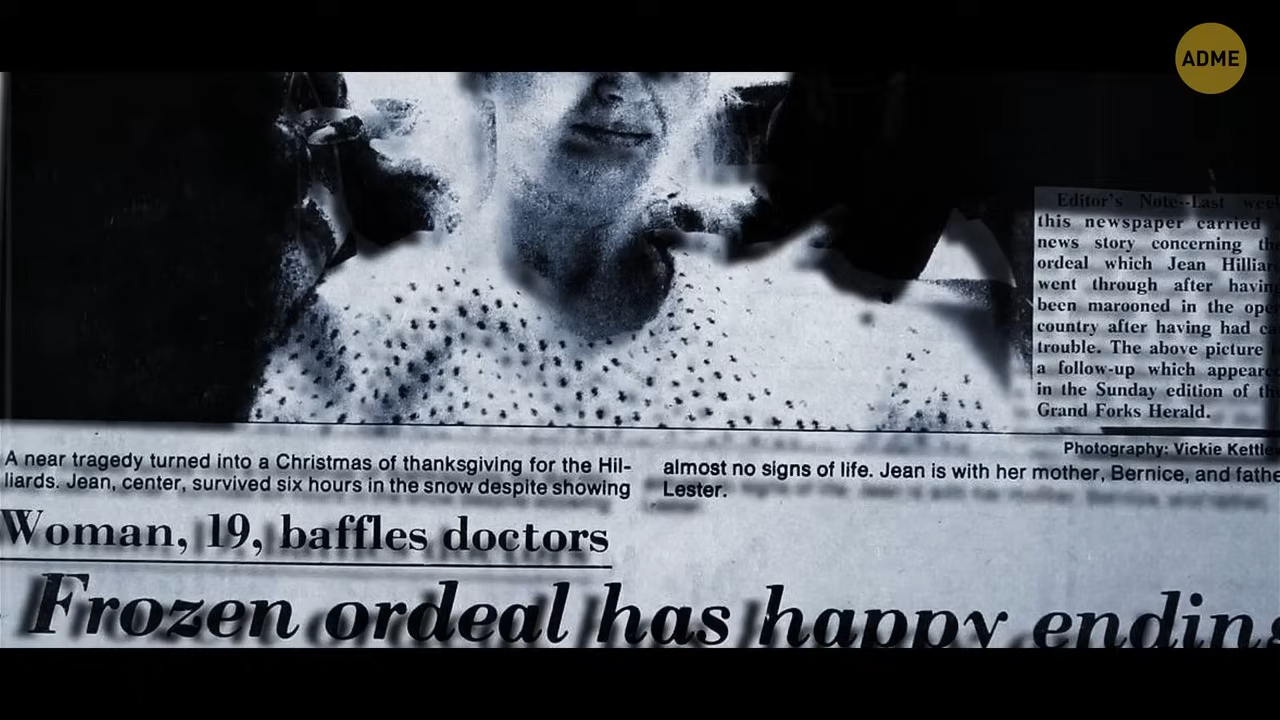 ADME
Editor's Note--Last
this newspaper carried
news story concerning
ordeal which Jean
went through after
been marooned in the
country after having had
trouble. The above picture
a follow-up which
in the Sunday edition of
Grand Forks Herald.
Photography: Vickie
A near tragedy turned into a Christmas of thanksgiving for the Hil-
liards. Jean, center, survived six hours in the snow despite showing
almost no signs of life. Jean is with her mother, Bernice, and
Lester.
Woman, 19, baffles doctors
Frozen ordeal has happy